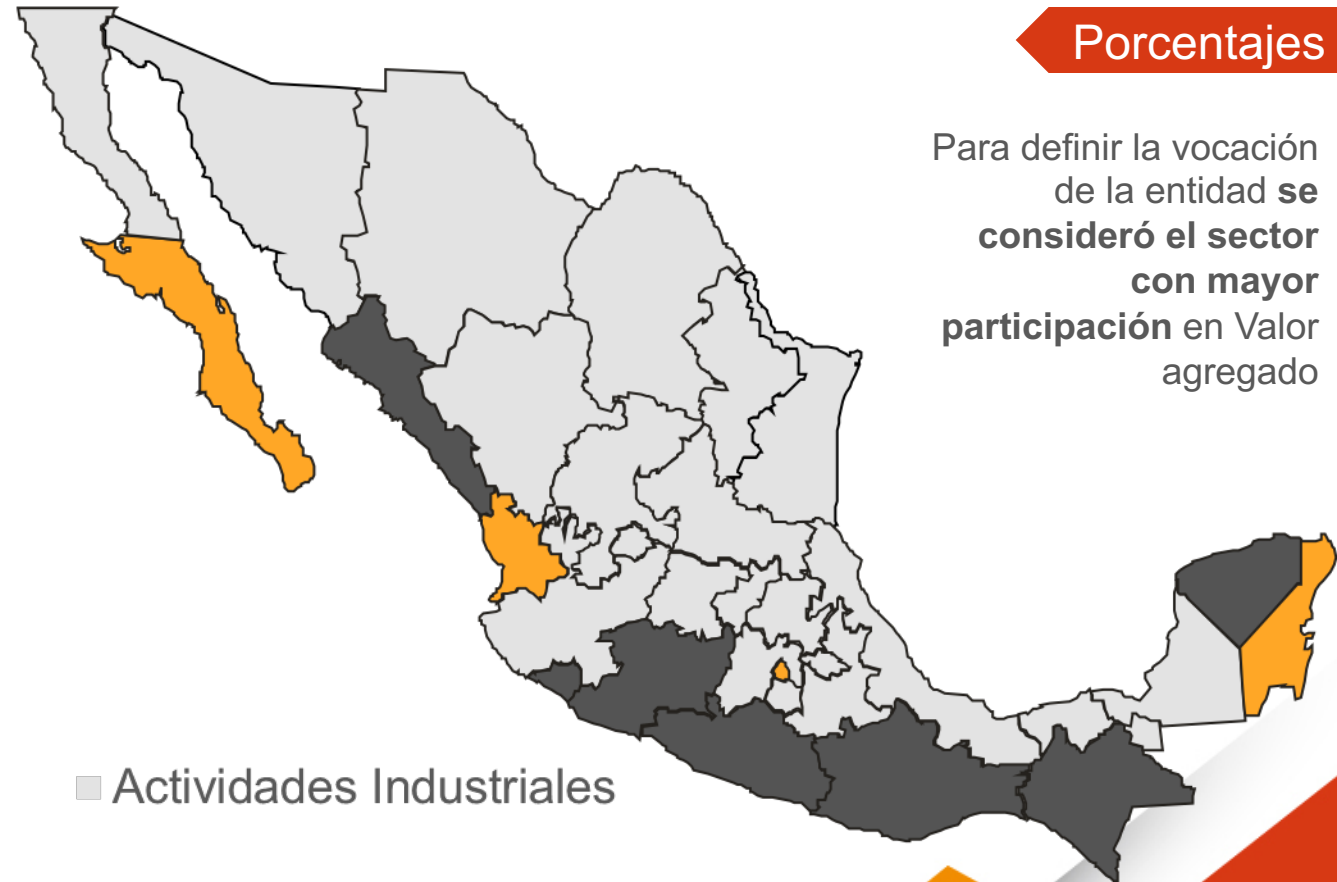 Porcentajes
Para definir la vocación
de la entidad se
consideró el sector
con mayor
participación en Valor
agregado
Actividades Industriales